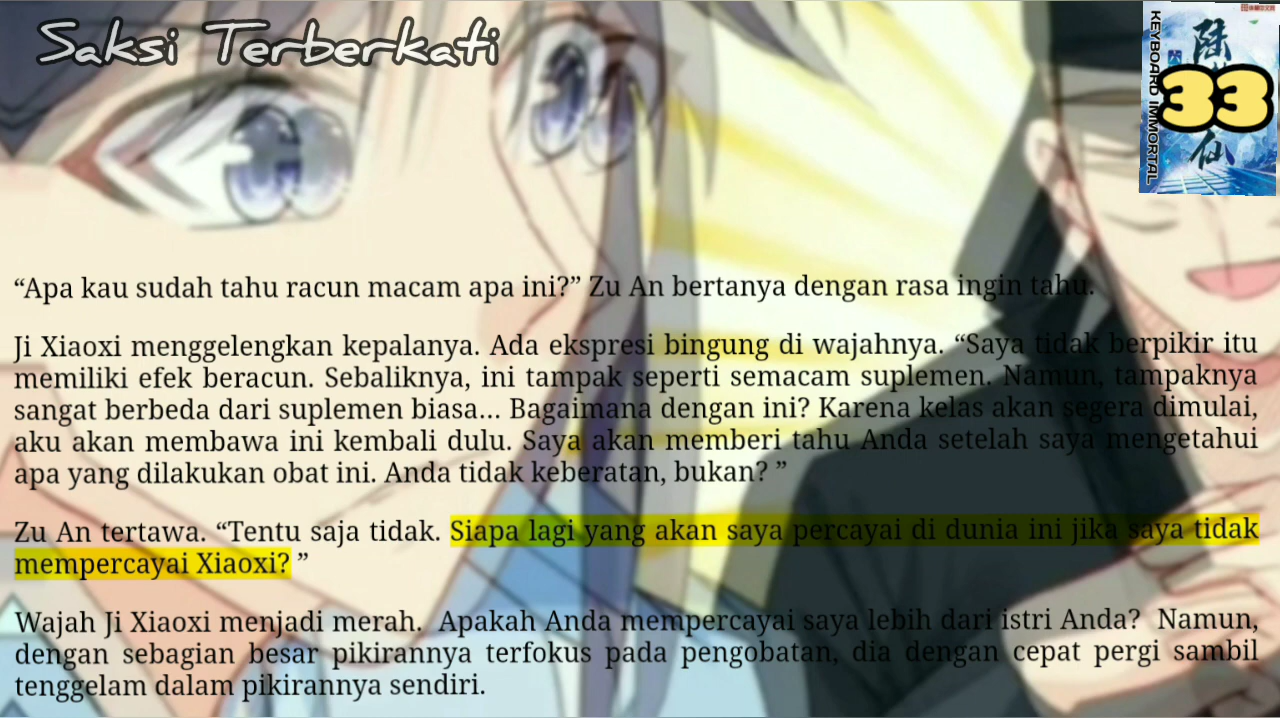 Saksi Terberkati
KEYBOARD IMMORTAL
33
仙
“Apa kau sudah tahu racun macam apa ini?” Zu An bertanya dengan rasa ingin tahu.
Ji Xiaoxi menggelengkan kepalanya. Ada ekspresi bingung di wajahnya. “Saya tidak berpikir itu
memiliki efek beracun. Sebaliknya, ini tampak seperti semacam suplemen. Namun, tampaknya
sangat berbeda dari suplemen biasa... Bagaimana dengan ini? Karena kelas akan segera dimulai,
aku akan membawa ini kembali dulu. Saya akan memberi tahu Anda setelah saya mengetahui
apa yang dilakukan obat ini. Anda tidak keberatan, bukan? ”
Zu An tertawa. “Tentu saja tidak. Siapa lagi yang akan saya percayai di dunia ini jika saya tidak
mempercayai Xiaoxi? ”
Wajah Ji Xiaoxi menjadi merah.  Apakah Anda mempercayai saya lebih dari istri Anda?  Namun,
dengan sebagian besar pikirannya terfokus pada pengobatan, dia dengan cepat pergi sambil
tenggelam dalam pikirannya sendiri.